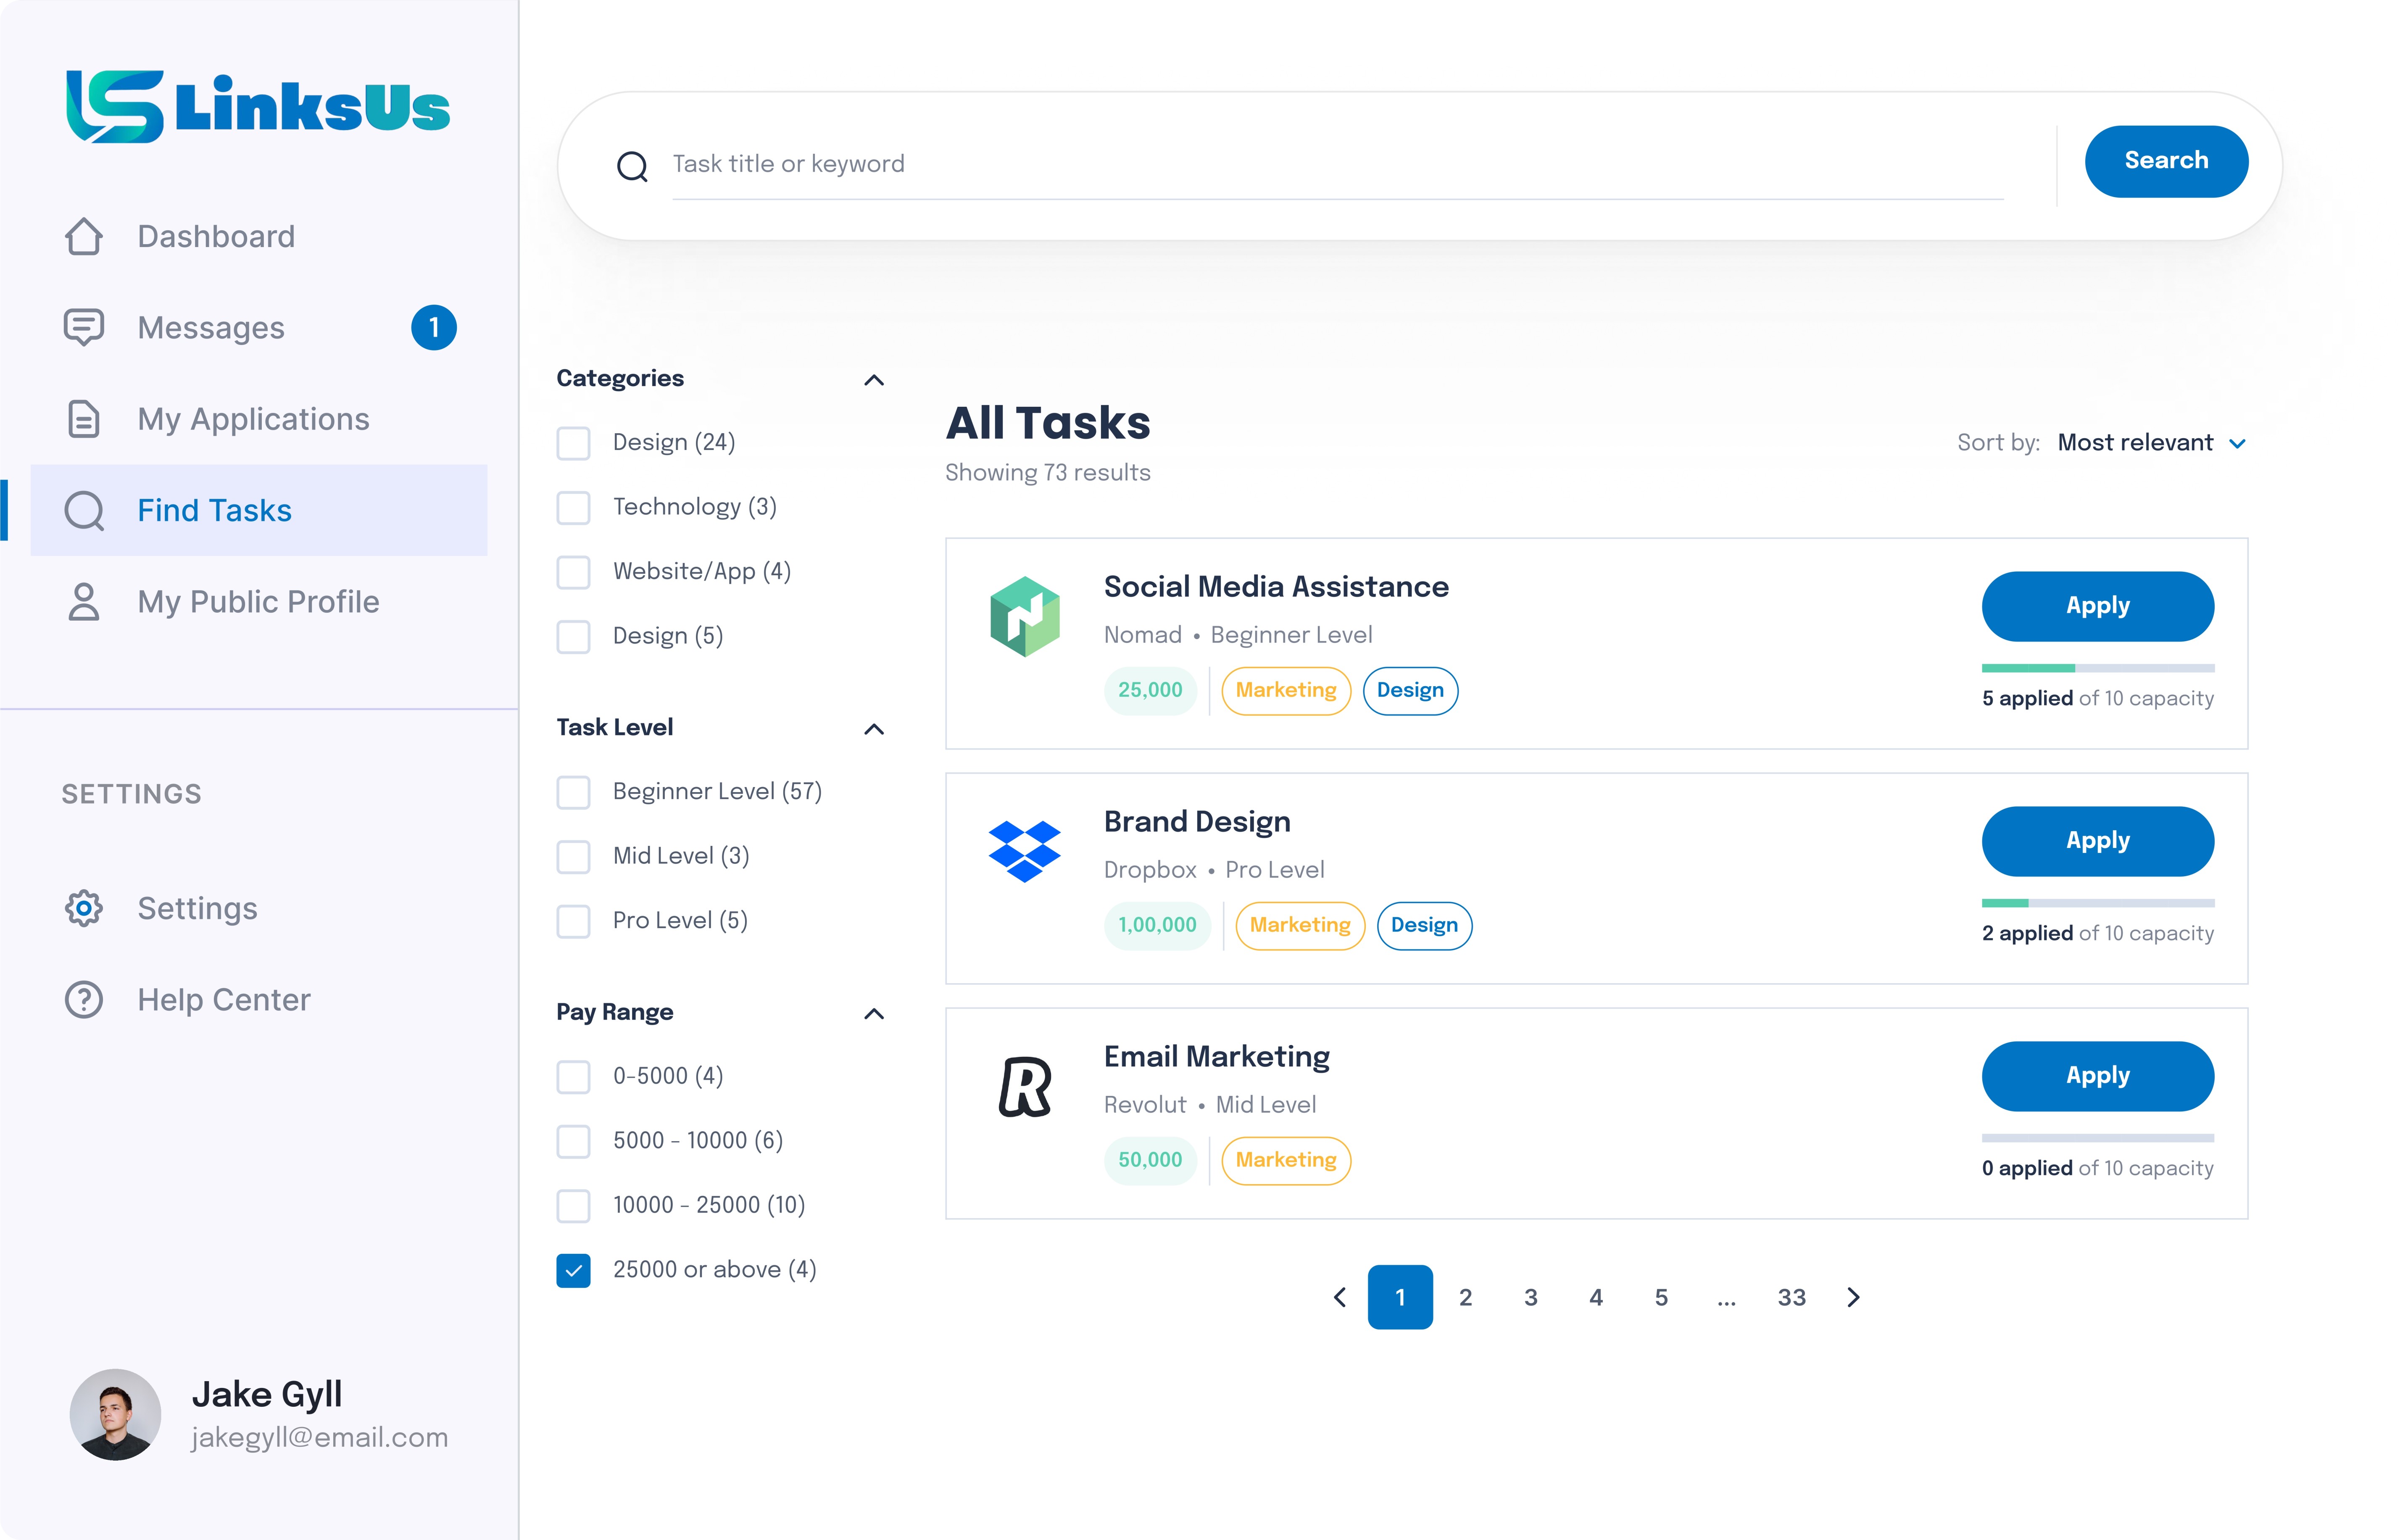 LinksUs
Dashboard
Messages 1
My Applications
Find Tasks
My Public Profile
SETTINGS
Settings
Help Center
Jake Gyll
jakegyll@email.com
Task title or keyword
Search
Categories
Design (24)
Technology (3)
Website/App (4)
Design (5)
Task Level
Beginner Level (57)
Mid Level (3)
Pro Level (5)
Pay Range
0-5000 (4)
5000 - 10000 (6)
10000 - 25000 (10)
25000 or above (4)
All Tasks
Showing 73 results
Sort by: Most relevant
Social Media Assistance
Nomad • Beginner Level
25,000 Marketing Design
Apply
5 applied of 10 capacity
Brand Design
Dropbox • Pro Level
1,00,000 Marketing Design
Apply
2 applied of 10 capacity
Email Marketing
Revolut • Mid Level
50,000 Marketing
Apply
0 applied of 10 capacity
1 2 3 4 5 ... 33